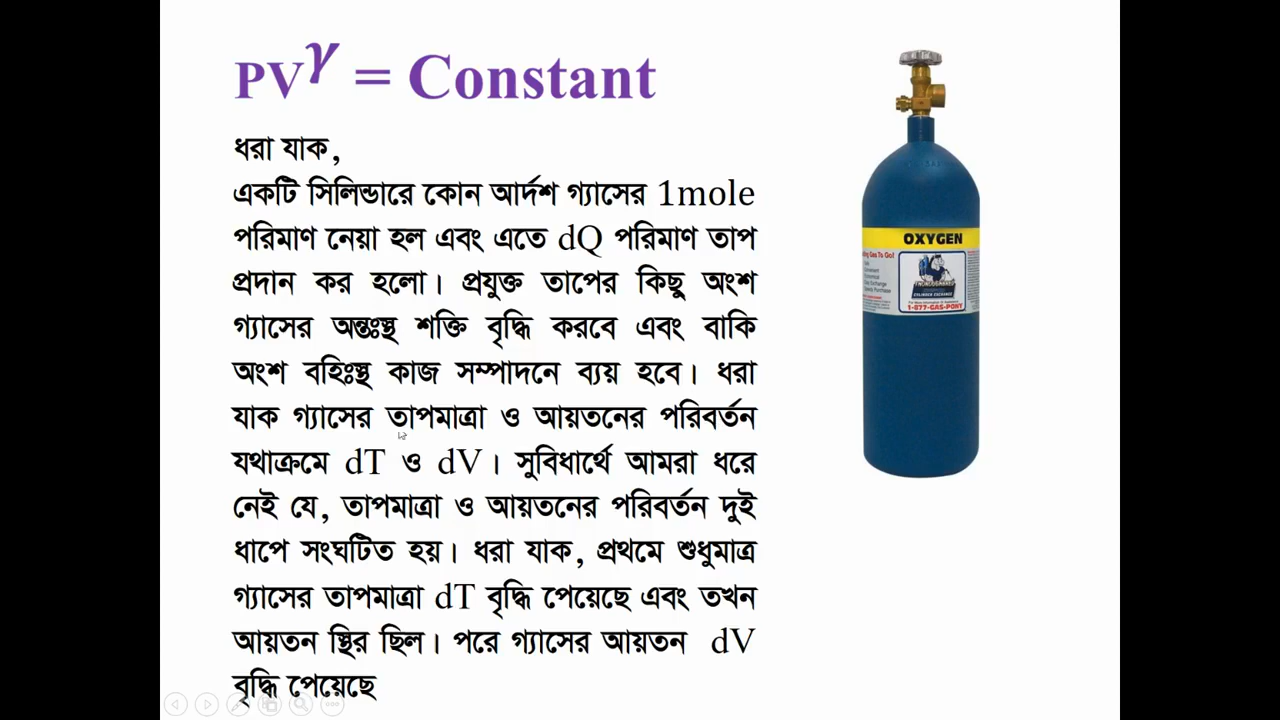 PV^γ = Constant
ধরা যাক,
একটি সিলিন্ডারে কোন আর্দশ গ্যাসের 1mole
পরিমাণ নেয়া হল এবং এতে dQ পরিমাণ তাপ
প্রদান কর হলো। প্রযুক্ত তাপের কিছু অংশ
গ্যাসের অন্তঃস্থ শক্তি বৃদ্ধি করবে এবং বাকি
অংশ বহিঃস্থ কাজ সম্পাদনে ব্যয় হবে। ধরা
যাক গ্যাসের তাপমাত্রা ও আয়তনের পরিবর্তন
যথাক্রমে dT ও dV। সুবিধার্থে আমরা ধরে
নেই যে, তাপমাত্রা ও আয়তনের পরিবর্তন দুই
ধাপে সংঘটিত হয়। ধরা যাক, প্রথমে শুধুমাত্র
গ্যাসের তাপমাত্রা dT বৃদ্ধি পেয়েছে এবং তখন
আয়তন স্থির ছিল। পরে গ্যাসের আয়তন dV
বৃদ্ধি পেয়েছে
OXYGEN
1-877-GAS-PONY